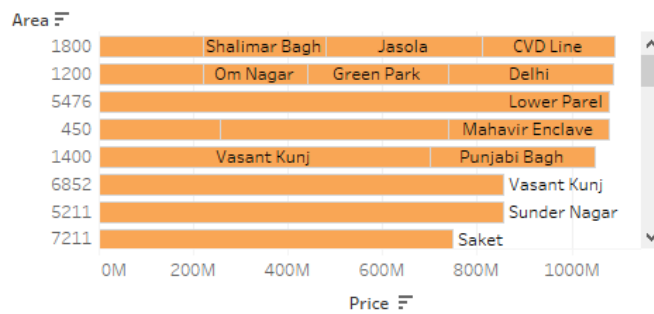 Area
1800 Shalimar Bagh Jasola CVD Line
1200 Om Nagar Green Park Delhi
5476 Lower Parel
450 Mahavir Enclave
1400 Vasant Kunj Punjabi Bagh
6852 Vasant Kunj
5211 Sunder Nagar
7211 Saket
0M 200M 400M 600M 800M 1000M
Price